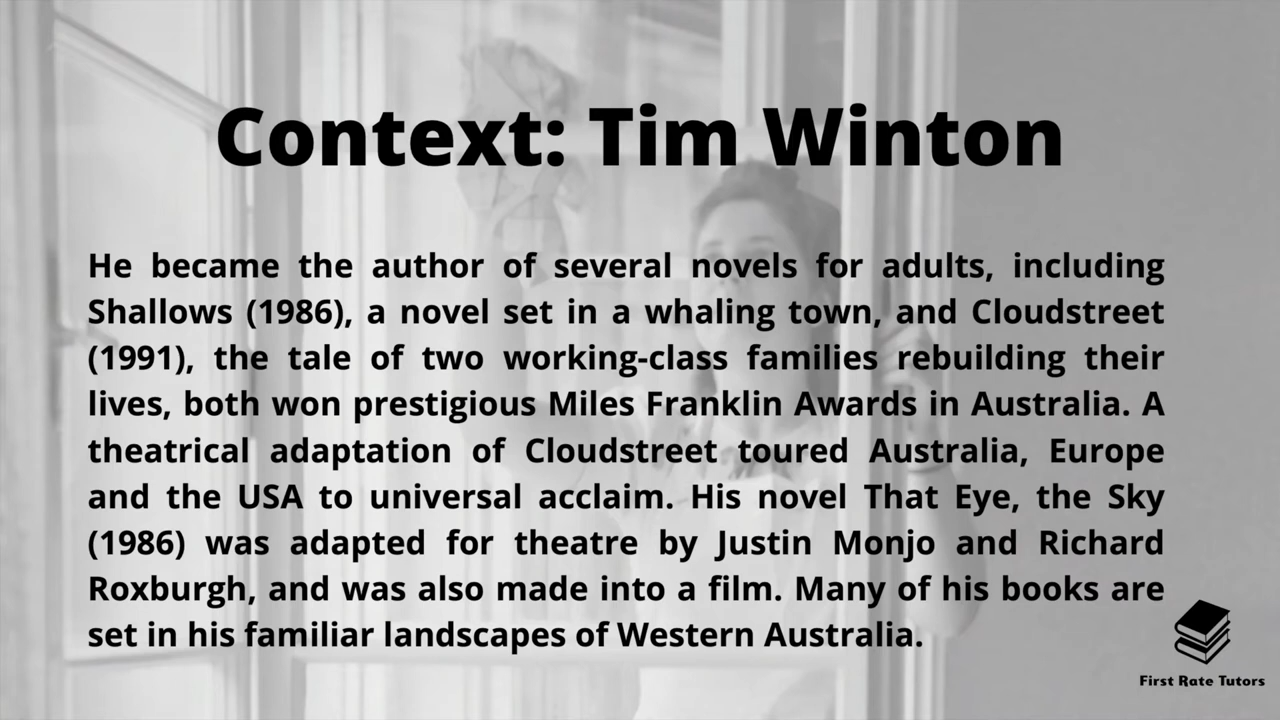 Context: Tim Winton
He became the author of several novels for adults, including
Shallows (1986), a novel set in a whaling town, and Cloudstreet
(1991), the tale of two working-class families rebuilding their
lives, both won prestigious Miles Franklin Awards in Australia. A
theatrical adaptation of Cloudstreet toured Australia, Europe
and the USA to universal acclaim. His novel That Eye, the Sky
(1986) was adapted for theatre by Justin Monjo and Richard
Roxburgh, and was also made into a film. Many of his books are
set in his familiar landscapes of Western Australia.
First Rate Tutors